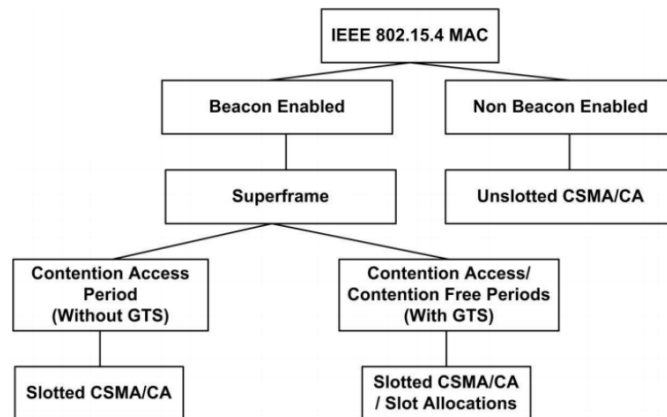 IEEE 802.15.4 MAC
Beacon Enabled
Non Beacon Enabled
Superframe
Unslotted CSMA/CA
Contention Access
Period
(Without GTS)
Contention Access/
Contention Free Periods
(With GTS)
Slotted CSMA/CA
Slotted CSMA/CA
/ Slot Allocations